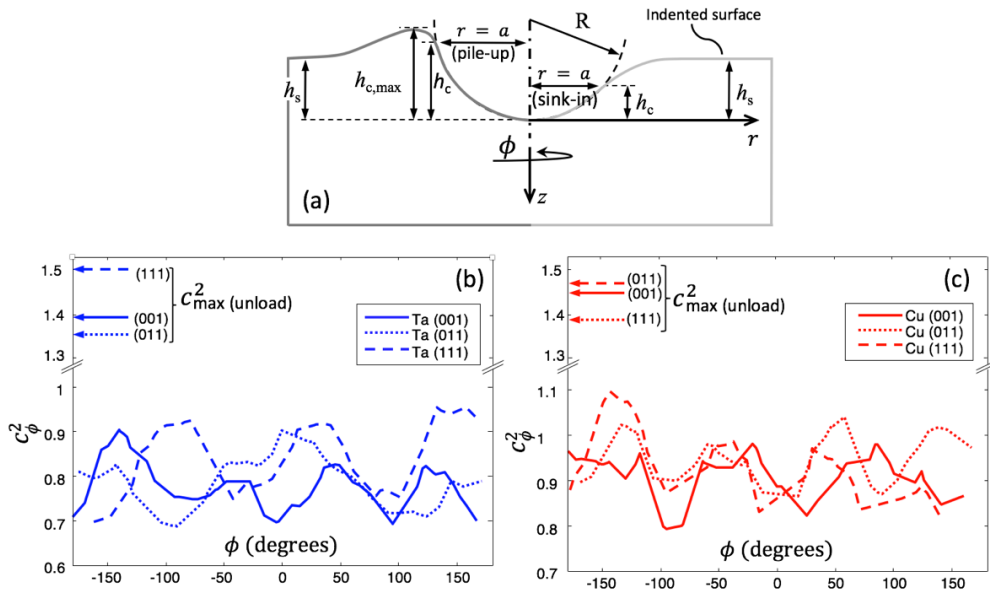 Indented surface
R
r = a
(pile-up)
r = a
(sink-in)
h_s
h_c,max
h_c
h_c
h_s
r
ϕ
z
(a)
(b)
1.5
1.4
1.3
1
0.9
0.8
0.7
0.6
(111)
(001)
(011)
c²max (unload)
Ta (001)
Ta (011)
Ta (111)
c²ϕ
ϕ (degrees)
-150
-100
-50
0
50
100
150
(c)
1.5
1.4
1.3
1.1
1
0.9
0.8
0.7
(011)
(001)
(111)
c²max (unload)
Cu (001)
Cu (011)
Cu (111)
c²ϕ
ϕ (degrees)
-150
-100
-50
0
50
100
150